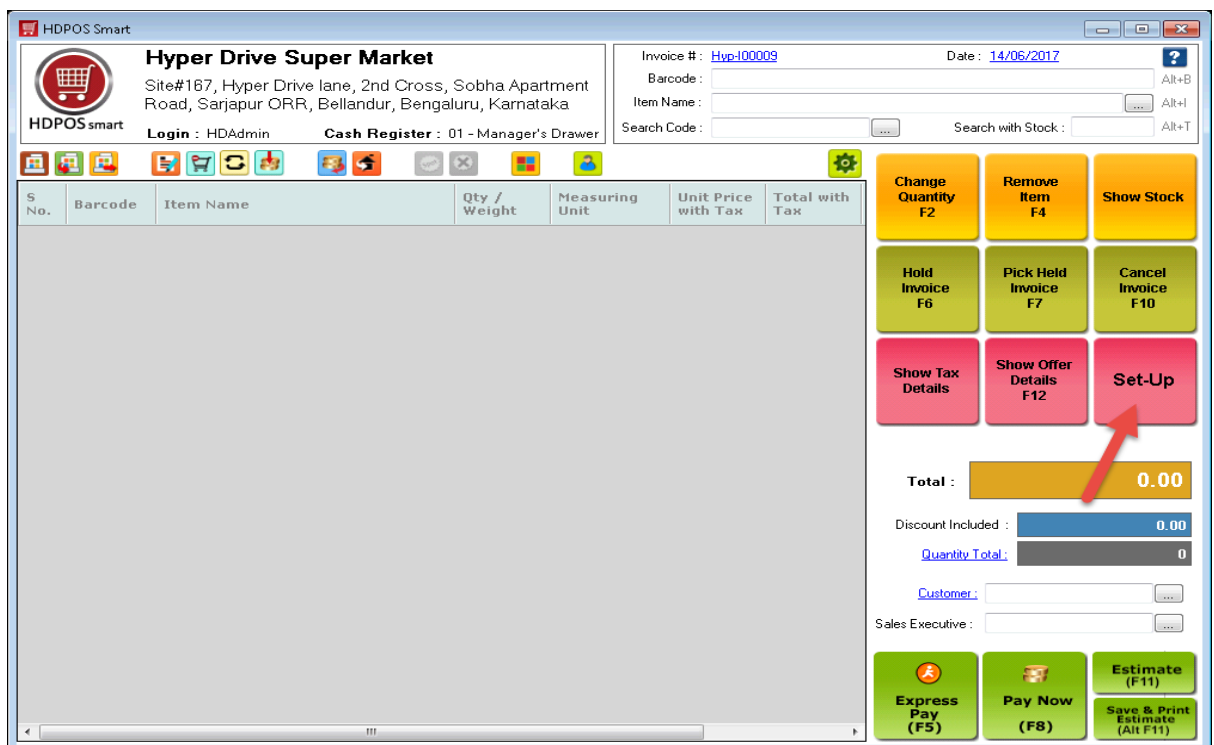 HDPOS Smart
Hyper Drive Super Market
Site#167, Hyper Drive lane, 2nd Cross, Sobha Apartment
Road, Sarjapur ORR, Bellandur, Bengaluru, Karnataka
HDPOS smart
Login : HDAdmin Cash Register : 01 - Manager's Drawer
Invoice # : Hyp-I00009 Date : 14/06/2017 ?
Barcode : Alt+B
Item Name : ... Alt+I
Search Code : ... Search with Stock : Alt+T
S No. Barcode Item Name Qty / Weight Measuring Unit Unit Price with Tax Total with Tax
Change Quantity F2
Remove Item F4
Show Stock
Hold Invoice F6
Pick Held Invoice F7
Cancel Invoice F10
Show Tax Details
Show Offer Details F12
Set-Up
Total : 0.00
Discount Included : 0.00
Quantity Total : 0
Customer : ...
Sales Executive : ...
Express Pay (F5)
Pay Now (F8)
Estimate (F11)
Save & Print Estimate (Alt F11)